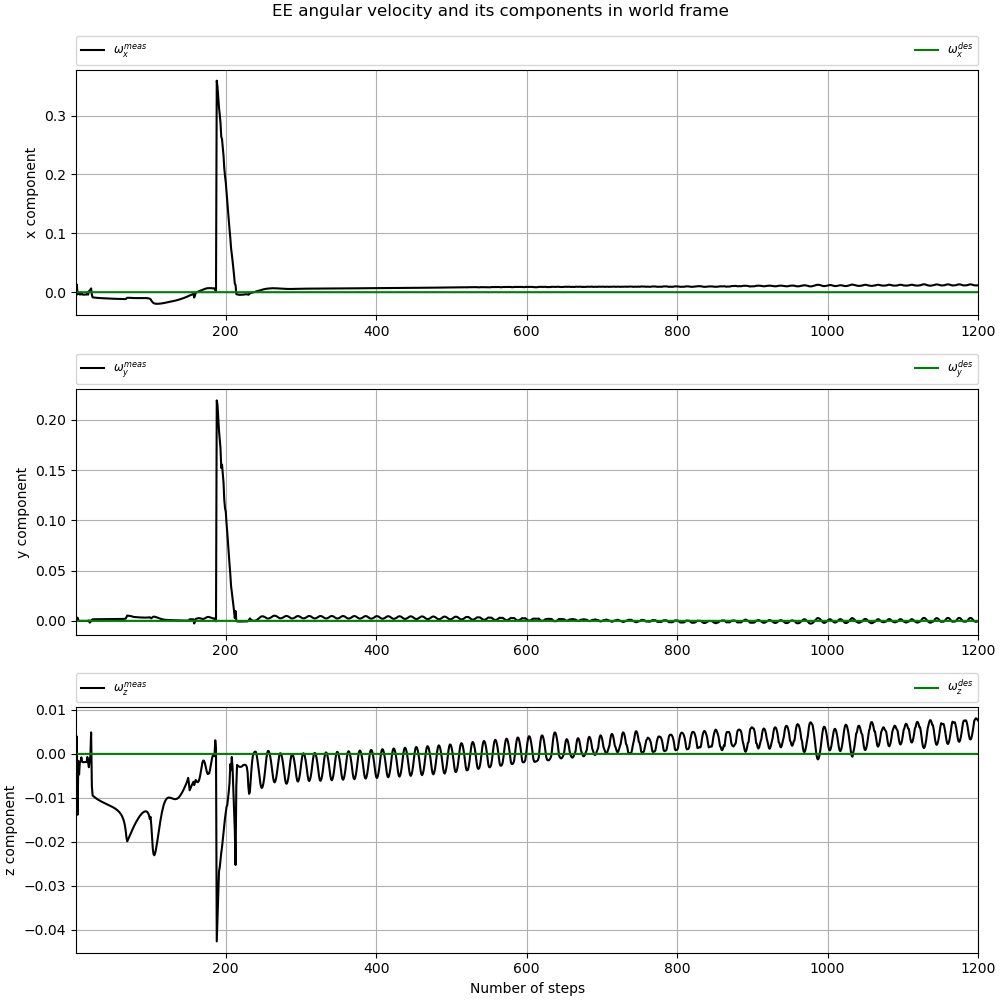 EE angular velocity and its components in world frame
ω_x^meas ω_x^des
0.3
0.2
0.1
0.0
x component
200 400 600 800 1000 1200
ω_y^meas ω_y^des
0.20
0.15
0.10
0.05
0.00
y component
200 400 600 800 1000 1200
ω_z^meas ω_z^des
0.01
0.00
−0.01
−0.02
−0.03
−0.04
z component
200 400 600 800 1000 1200
Number of steps